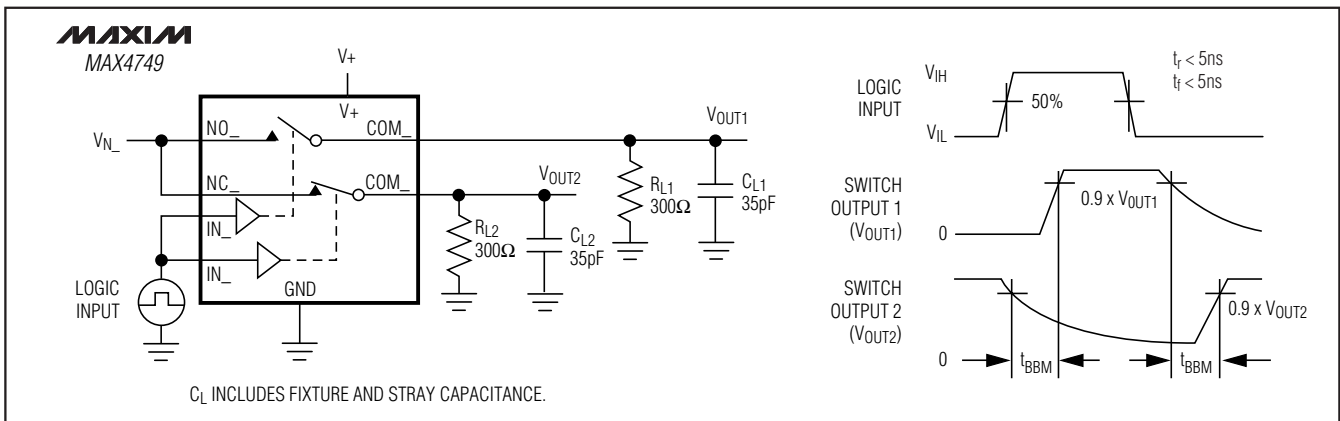 MAXIM
MAX4749
V+
V+
V_N_
NO_
COM_
V_OUT1
NC_
COM_
V_OUT2
R_L1
300Ω
C_L1
35pF
R_L2
300Ω
C_L2
35pF
IN_
IN_
GND
LOGIC
INPUT
C_L INCLUDES FIXTURE AND STRAY CAPACITANCE.
LOGIC
INPUT
V_IH
V_IL
50%
t_r < 5ns
t_f < 5ns
SWITCH
OUTPUT 1
(V_OUT1)
0
0.9 x V_OUT1
SWITCH
OUTPUT 2
(V_OUT2)
0
0.9 x V_OUT2
t_BBM
t_BBM